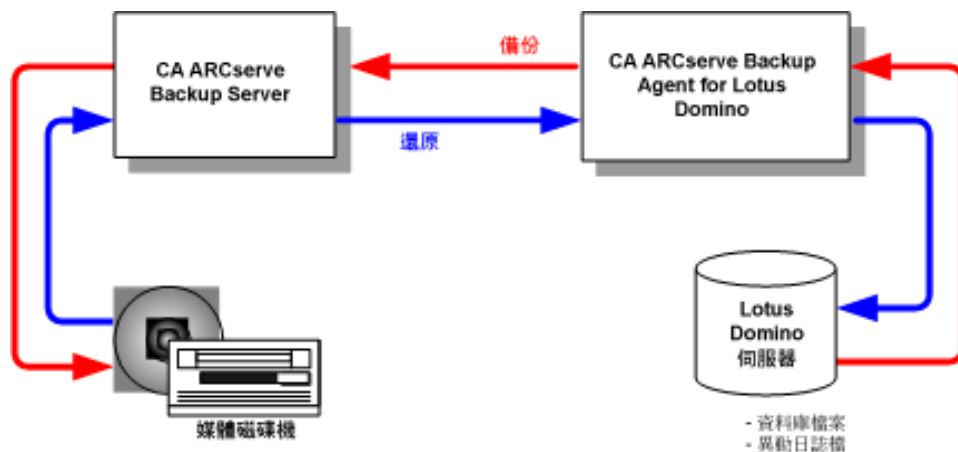 CA ARCserve
Backup Server
備份
還原
CA ARCserve Backup
Agent for Lotus
Domino
媒體磁碟機
Lotus
Domino
伺服器
- 資料庫檔案
- 異動日誌檔